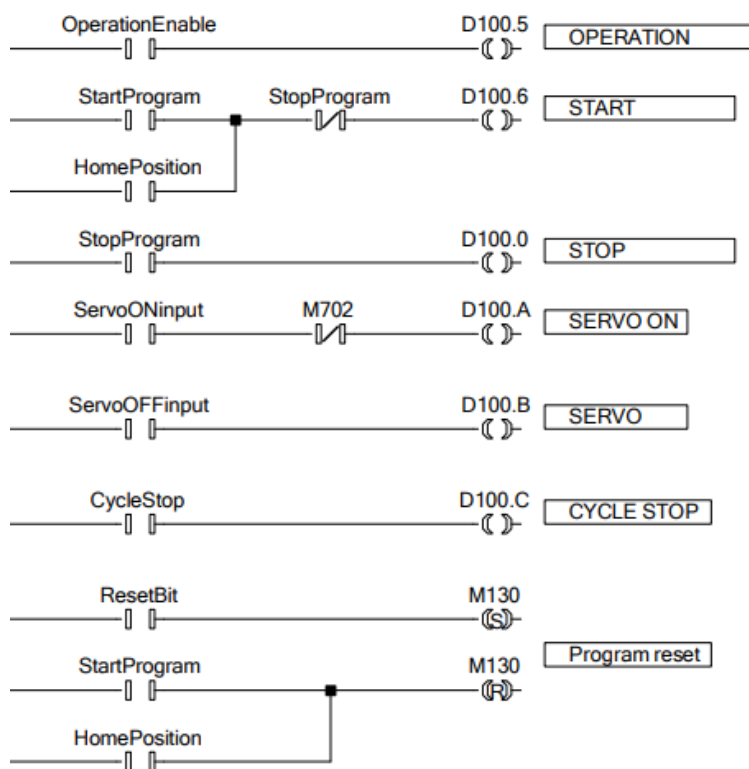 OperationEnable D100.5 OPERATION
StartProgram StopProgram D100.6 START
HomePosition
StopProgram D100.0 STOP
ServoONinput M702 D100.A SERVO ON
ServoOFFinput D100.B SERVO
CycleStop D100.C CYCLE STOP
ResetBit M130
S
Program reset
StartProgram M130
R
HomePosition